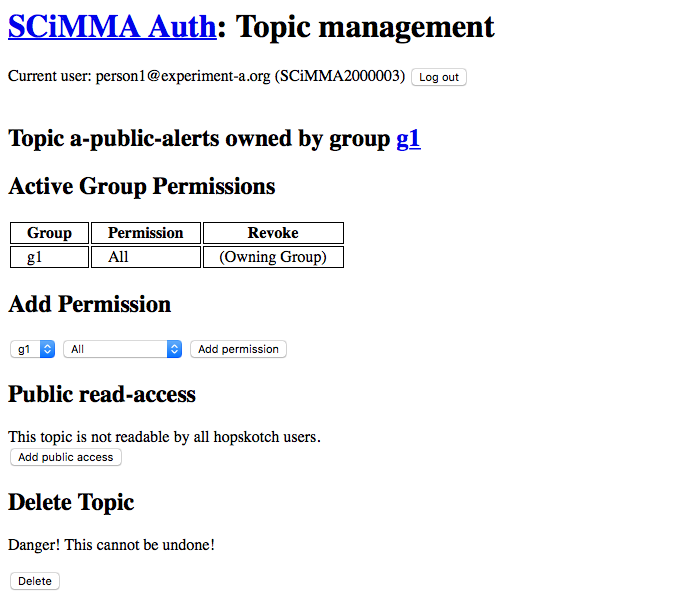 SCiMMA Auth: Topic management
Current user: person1@experiment-a.org (SCiMMA2000003) Log out
Topic a-public-alerts owned by group g1
Active Group Permissions
Group Permission Revoke
g1 All (Owning Group)
Add Permission
g1 All Add permission
Public read-access
This topic is not readable by all hopskotch users.
Add public access
Delete Topic
Danger! This cannot be undone!
Delete